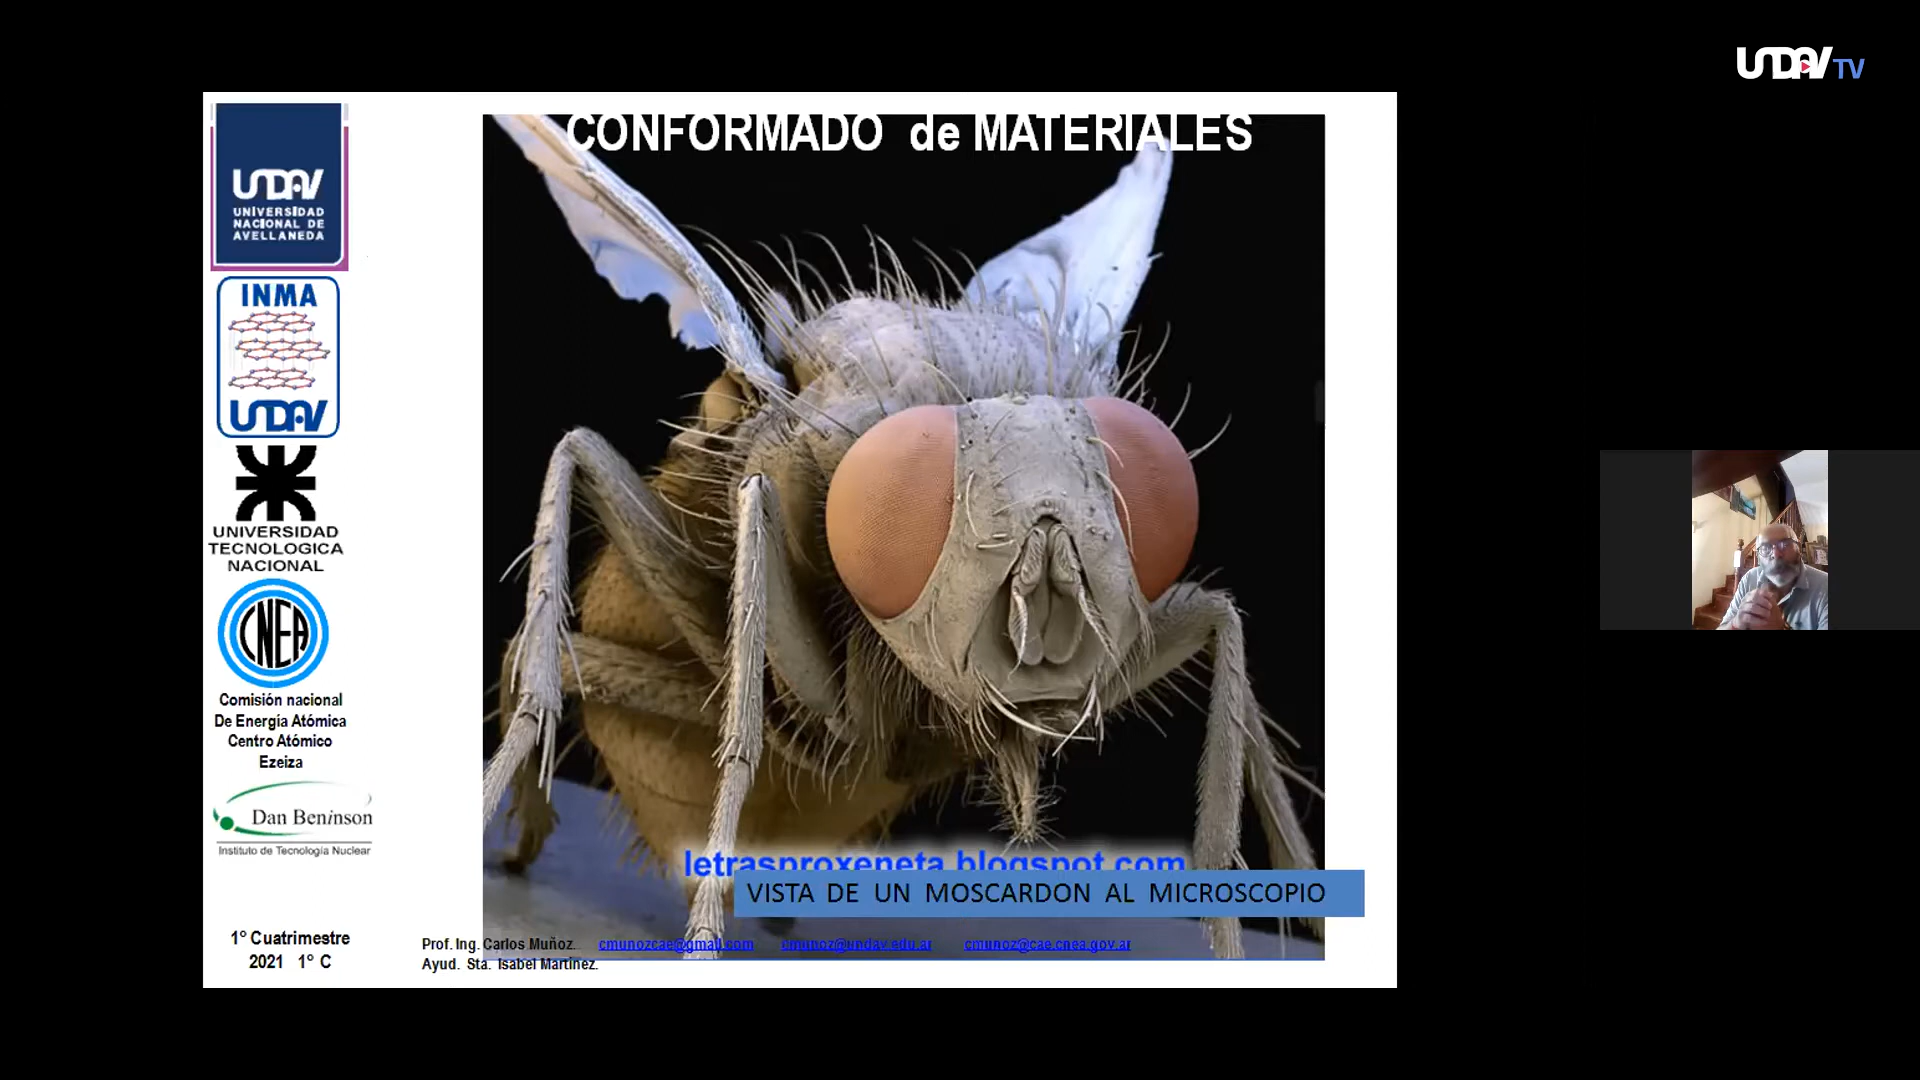 UNDAV TV
CONFORMADO de MATERIALES
UNDAV
UNIVERSIDAD
NACIONAL DE
AVELLANEDA
INMA
UNDAV
UNIVERSIDAD
TECNOLOGICA
NACIONAL
CNEA
Comisión nacional
De Energía Atómica
Centro Atómico
Ezeiza
Dan Beninson
Instituto de Tecnología Nuclear
letrasproxeneta.blogspot.com
VISTA DE UN MOSCARDON AL MICROSCOPIO
1° Cuatrimestre
2021 1° C
Prof. Ing. Carlos Muñoz. cmunozcae@gmail.com cmunoz@undav.edu.ar cmunoz@cae.cnea.gov.ar
Ayud. Sta. Isabel Martinez.